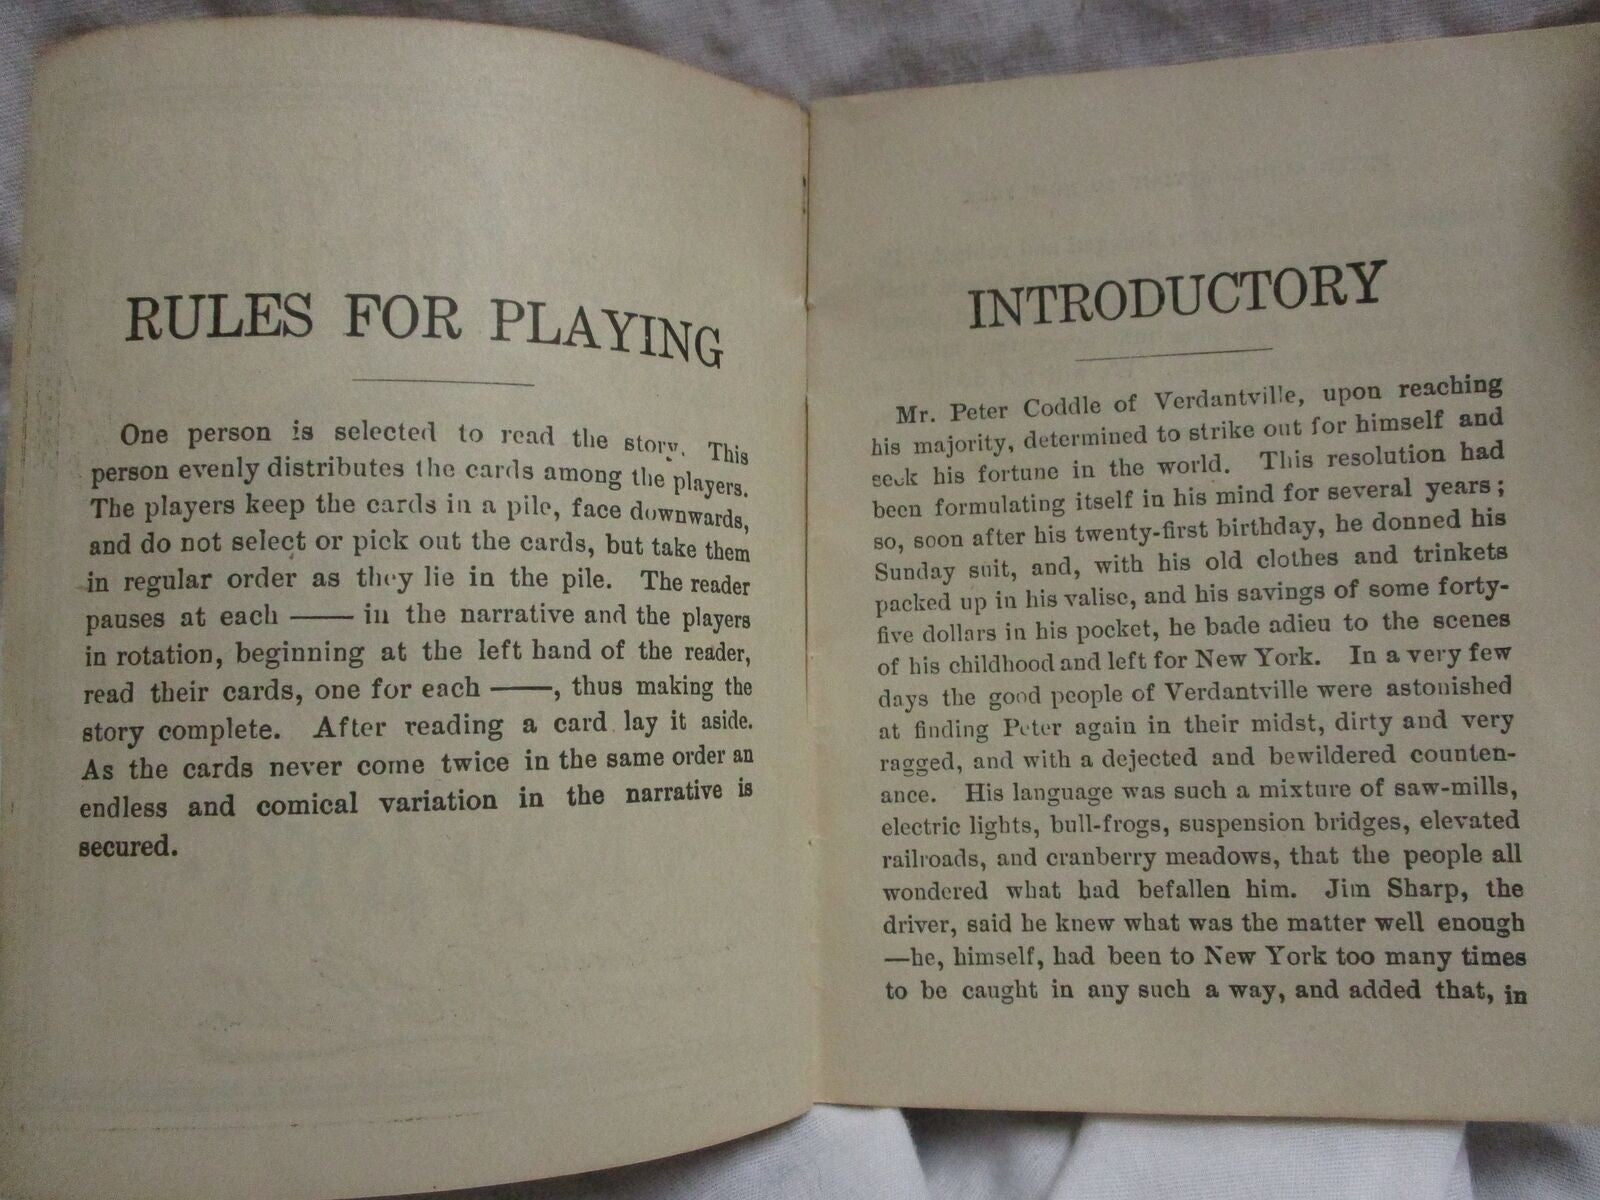 RULES FOR PLAYING
One person is selected to read the story. This
person evenly distributes the cards among the players.
The players keep the cards in a pile, face downwards,
and do not select or pick out the cards, but take them
in regular order as they lie in the pile. The reader
pauses at each —— in the narrative and the players
in rotation, beginning at the left hand of the reader,
read their cards, one for each ——, thus making the
story complete. After reading a card lay it aside.
As the cards never come twice in the same order an
endless and comical variation in the narrative is
secured.
INTRODUCTORY
Mr. Peter Coddle of Verdantville, upon reaching
his majority, determined to strike out for himself and
seek his fortune in the world. This resolution had
been formulating itself in his mind for several years;
so, soon after his twenty-first birthday, he donned his
Sunday suit, and, with his old clothes and trinkets
packed up in his valise, and his savings of some forty-
five dollars in his pocket, he bade adieu to the scenes
of his childhood and left for New York. In a very few
days the good people of Verdantville were astonished
at finding Peter again in their midst, dirty and very
ragged, and with a dejected and bewildered counten-
ance. His language was such a mixture of saw-mills,
electric lights, bull-frogs, suspension bridges, elevated
railroads, and cranberry meadows, that the people all
wondered what had befallen him. Jim Sharp, the
driver, said he knew what was the matter well enough
—he, himself, had been to New York too many times
to be caught in any such a way, and added that, in